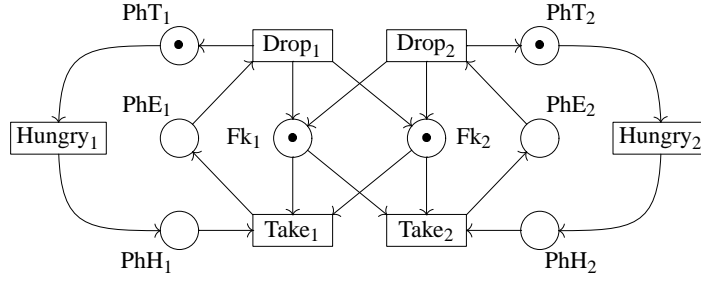 PhT₁ PhT₂
Drop₁ Drop₂
PhE₁ PhE₂
Hungry₁ Fk₁ Fk₂ Hungry₂
Take₁ Take₂
PhH₁ PhH₂